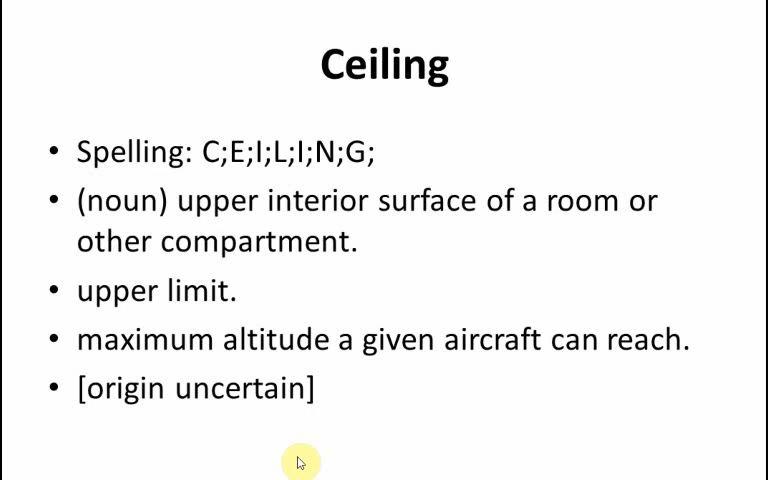 Ceiling
• Spelling: C;E;I;L;I;N;G;
• (noun) upper interior surface of a room or
other compartment.
• upper limit.
• maximum altitude a given aircraft can reach.
• [origin uncertain]